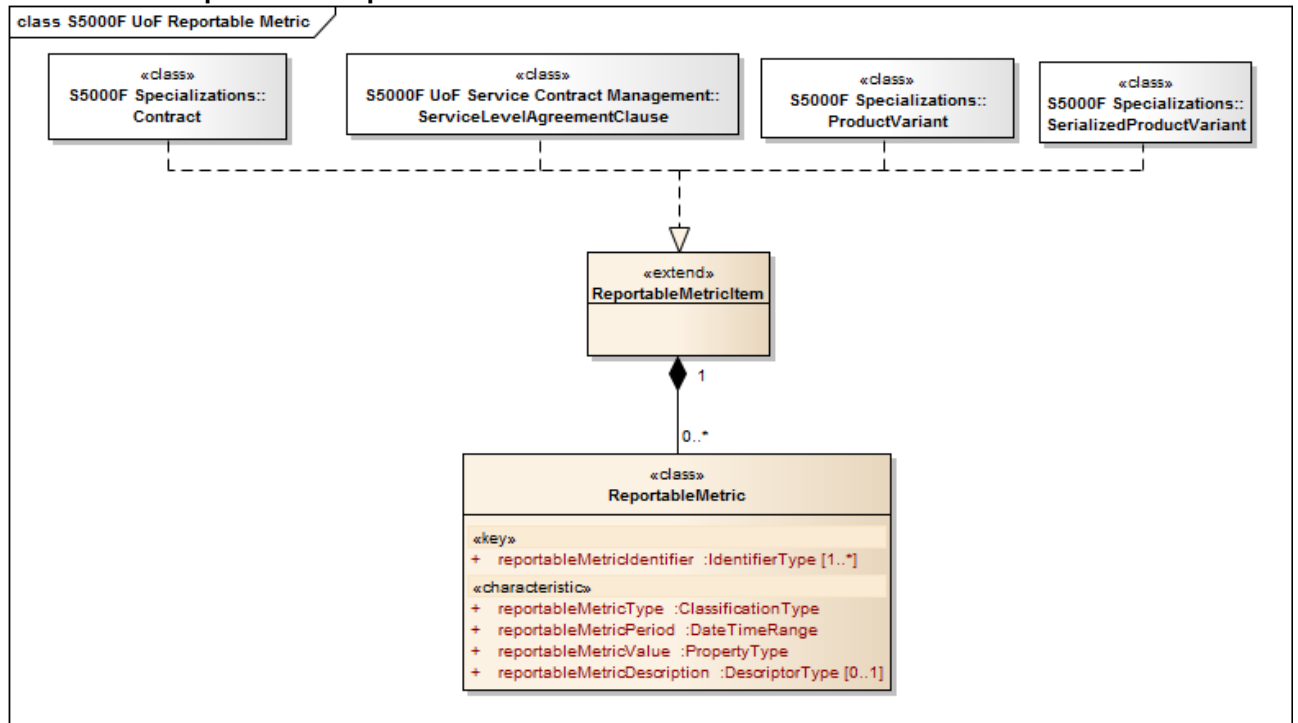 class S5000F UoF Reportable Metric
«class»
S5000F Specializations::
Contract
«class»
S5000F UoF Service Contract Management::
ServiceLevelAgreementClause
«class»
S5000F Specializations::
ProductVariant
«class»
S5000F Specializations::
SerializedProductVariant
«extend»
ReportableMetricItem
1
0..*
«class»
ReportableMetric
«key»
+ reportableMetricIdentifier :IdentifierType [1..*]
«characteristic»
+ reportableMetricType :ClassificationType
+ reportableMetricPeriod :DateTimeRange
+ reportableMetricValue :PropertyType
+ reportableMetricDescription :DescriptorType [0..1]